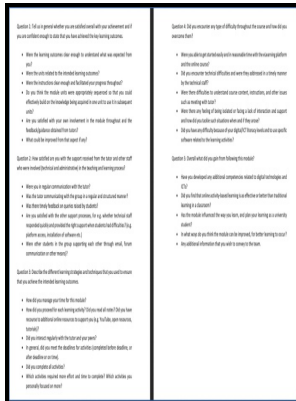 Question 1: Tell us in general whether you are satisfied overall with your achievement and if
you are confident enough to state that you have achieved the key learning outcomes.
Were the learning outcomes clear enough to understand what was expected from
you?
Were the units related to the intended learning outcomes?
Were the instructions clear enough and facilitated your progress throughout?
Do you think the module units were appropriately sequenced so that you could
effectively build on the knowledge being acquired in one unit to use it in subsequent
units?
Are you satisfied with your own involvement in the module throughout and the
feedback/guidance obtained from tutors?
What could be improved from that aspect if any?
Question 2: How satisfied are you with the support received from the tutor and other staff
who were involved (technical and administrative) in the teaching and learning process?
Were you in regular communication with the tutor?
Was the tutor communicating with the group in a regular and structured manner?
Was there timely feedback on queries raised by students?
Are you satisfied with the other support processes, for e.g. whether technical staff
responded quickly and provided the right support when students had difficulties (e.g.
platform access, installation of software etc.)
Were other students in the group supporting each other through email, forum
communication or other means?
Question 3: Describe the different learning strategies and techniques that you used to ensure
that you achieve the intended learning outcomes.
How did you manage your time for this module?
How did you proceed for each learning activity? Did you read all notes? Did you have
recourse to additional online resources to support you (e.g. YouTube, open resources,
tutorials)?
Did you interact regularly with the tutor and your peers?
In general, did you meet the deadlines for activities (completed before deadline, or
after deadline or on time).
Did you complete all activities?
Which activities required more effort and time to complete? Which activities you
personally focused on more?
Question 4: Did you encounter any type of difficulty throughout the course and how did you
overcome them?
Were you able to get started easily and in reasonable time with the elearning platform
and the online course?
Did you encounter technical difficulties and were they addressed in a timely manner
by the technical staff?
Were there difficulties to understand course content, instructions, and other issues
such as meeting with tutor?
Were there any feeling of being isolated or facing a lack of interaction and support
and how did you tackle such situations when and if they arose?
Did you have any difficulty because of your digital/ICT literacy levels and to use specific
software related to the learning activities?
Question 5: Overall what did you gain from following this module?
Have you developed any additional competencies related to digital technologies and
ICTs?
Did you find that online activity-based learning is as effective or better than traditional
learning in a classroom?
Has the module influenced the way you learn, and plan your learning as a university
student?
In what ways do you think the module can be improved, for better learning to occur?
Any additional information that you wish to convey to the team.